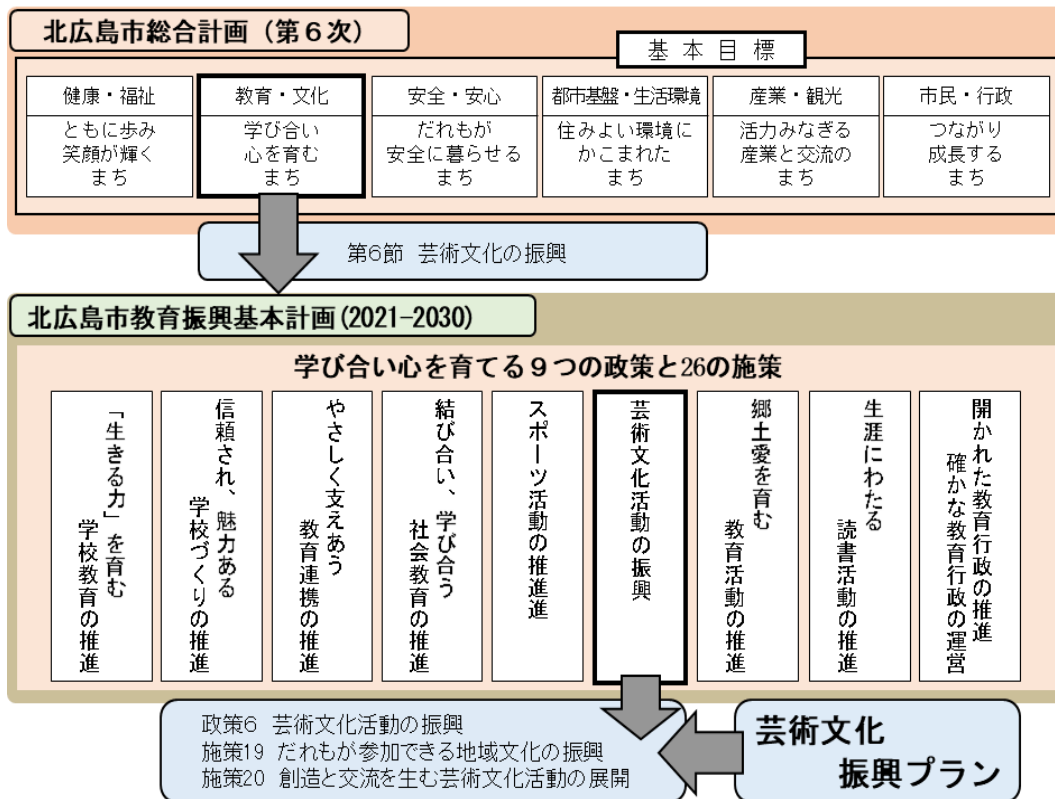 北広島市総合計画（第６次）
基本目標
健康・福祉
ともに歩み
笑顔が輝く
まち
教育・文化
学び合い
心を育む
まち
安全・安心
だれもが
安全に暮らせる
まち
都市基盤・生活環境
住みよい環境に
かこまれた
まち
産業・観光
活力みなぎる
産業と交流の
まち
市民・行政
つながり
成長する
まち
第6節 芸術文化の振興
北広島市教育振興基本計画(2021-2030)
学び合い心を育てる９つの政策と26の施策
「生きる力」を育む
学校教育の推進
信頼され、魅力ある
学校づくりの推進
やさしく支えあう
教育連携の推進
結び合い、学び合う
社会教育の推進
スポーツ活動の推進進
芸術文化活動の振興
郷土愛を育む
教育活動の推進
生涯にわたる
読書活動の推進
開かれた教育行政の推進
確かな教育行政の運営
政策6 芸術文化活動の振興
施策19 だれもが参加できる地域文化の振興
施策20 創造と交流を生む芸術文化活動の展開
芸術文化
振興プラン